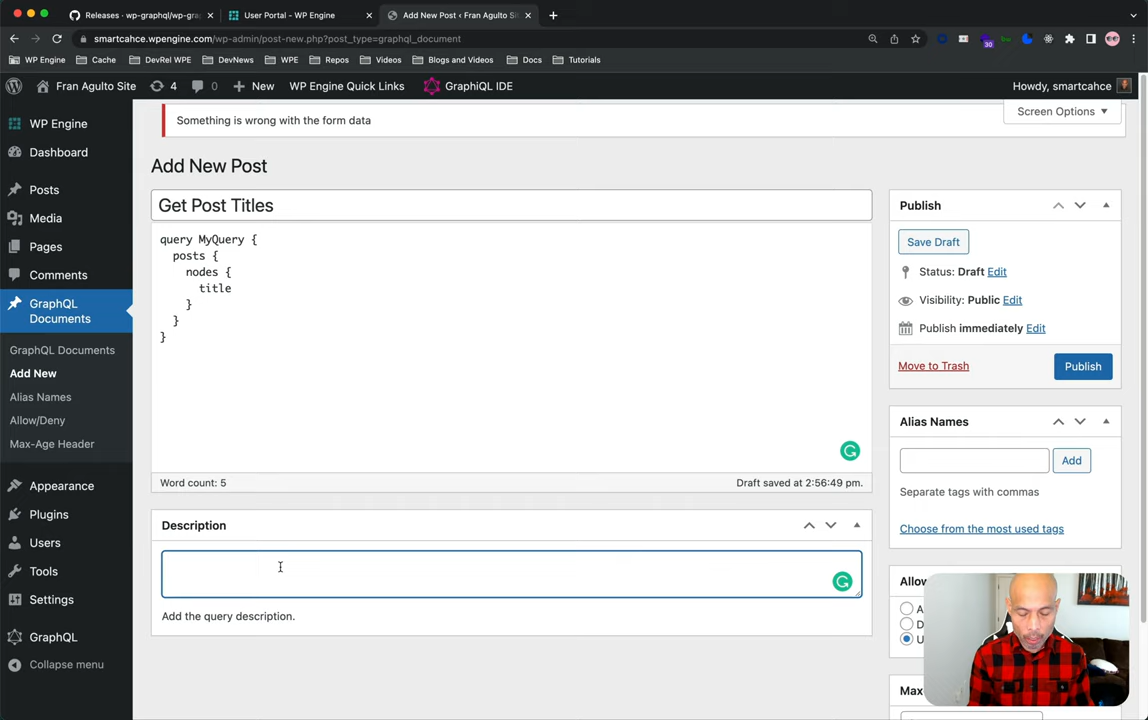 Releases · wp-graphql/wp-gra
User Portal – WP Engine
Add New Post ‹ Fran Agulto Si
smartcahce.wpengine.com/wp-admin/post-new.php?post_type=graphql_document
30
WP Engine
Cache
DevRel WPE
DevNews
WPE
Repos
Videos
Blogs and Videos
Docs
Tutorials
Fran Agulto Site
4
0
New
WP Engine Quick Links
GraphiQL IDE
Howdy, smartcahce
WP Engine
Dashboard
Posts
Media
Pages
Comments
GraphQL
Documents
GraphQL Documents
Add New
Alias Names
Allow/Deny
Max-Age Header
Appearance
Plugins
Users
Tools
Settings
GraphQL
Collapse menu
Something is wrong with the form data
Screen Options
Add New Post
Get Post Titles
query MyQuery {
posts {
nodes {
title
}
}
}
Word count: 5
Draft saved at 2:56:49 pm.
Description
Add the query description.
Publish
Save Draft
Status: Draft Edit
Visibility: Public Edit
Publish immediately Edit
Move to Trash
Publish
Alias Names
Add
Separate tags with commas
Choose from the most used tags
Allow
A
D
U
Max